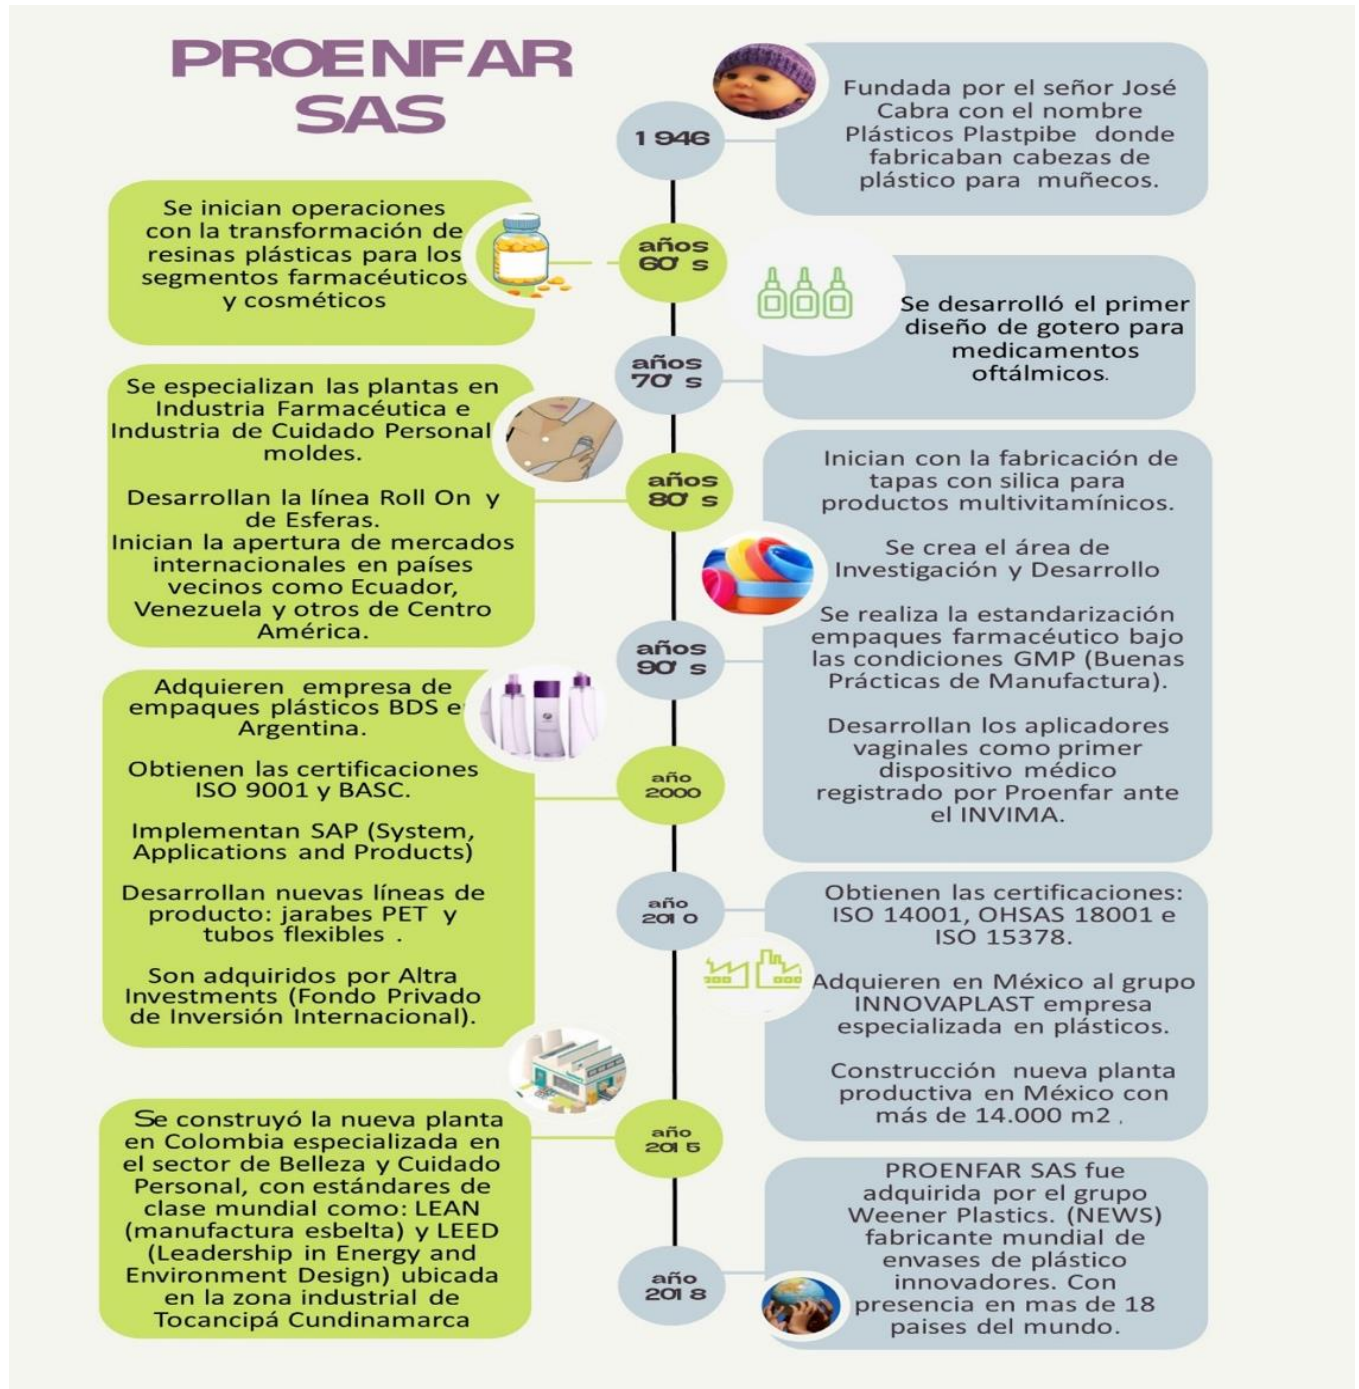 PROENFAR
SAS
1946
Fundada por el señor José
Cabra con el nombre
Plásticos Plastpibe donde
fabricaban cabezas de
plástico para muñecos.
Se inician operaciones
con la transformación de
resinas plásticas para los
segmentos farmacéuticos
y cosméticos
años
60' s
Se desarrolló el primer
diseño de gotero para
medicamentos
oftálmicos.
años
70' s
Se especializan las plantas en
Industria Farmacéutica e
Industria de Cuidado Personal
moldes.
Desarrollan la línea Roll On y
de Esferas.
Inician la apertura de mercados
internacionales en países
vecinos como Ecuador,
Venezuela y otros de Centro
América.
años
80' s
Inician con la fabricación de
tapas con silica para
productos multivitamínicos.
Se crea el área de
Investigación y Desarrollo
Se realiza la estandarización
empaques farmacéutico bajo
las condiciones GMP (Buenas
Prácticas de Manufactura).
Desarrollan los aplicadores
vaginales como primer
dispositivo médico
registrado por Proenfar ante
el INVIMA.
años
90' s
Adquieren empresa de
empaques plásticos BDS e
Argentina.
Obtienen las certificaciones
ISO 9001 y BASC.
Implementan SAP (System,
Applications and Products)
Desarrollan nuevas líneas de
producto: jarabes PET y
tubos flexibles .
Son adquiridos por Altra
Investments (Fondo Privado
de Inversión Internacional).
año
2000
año
2010
Obtienen las certificaciones:
ISO 14001, OHSAS 18001 e
ISO 15378.
Adquieren en México al grupo
INNOVAPLAST empresa
especializada en plásticos.
Construcción nueva planta
productiva en México con
más de 14.000 m2 .
Se construyó la nueva planta
en Colombia especializada en
el sector de Belleza y Cuidado
Personal, con estándares de
clase mundial como: LEAN
(manufactura esbelta) y LEED
(Leadership in Energy and
Environment Design) ubicada
en la zona industrial de
Tocancipá Cundinamarca
año
2015
PROENFAR SAS fue
adquirida por el grupo
Weener Plastics. (NEWS)
fabricante mundial de
envases de plástico
innovadores. Con
presencia en mas de 18
paises del mundo.
año
2018